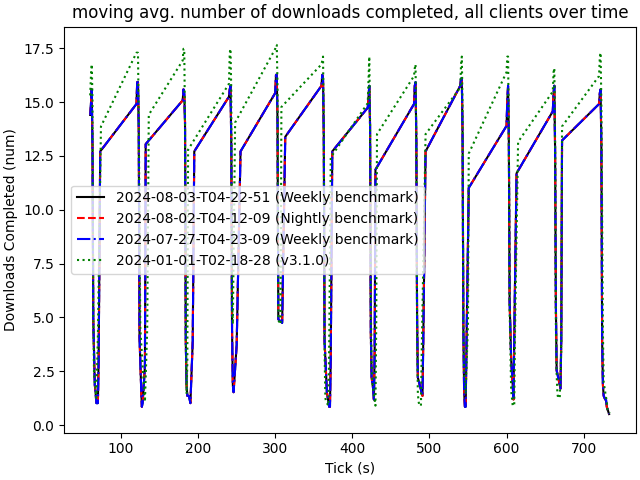 moving avg. number of downloads completed, all clients over time
Downloads Completed (num)
17.5
15.0
12.5
10.0
7.5
5.0
2.5
0.0
2024-08-03-T04-22-51 (Weekly benchmark)
2024-08-02-T04-12-09 (Nightly benchmark)
2024-07-27-T04-23-09 (Weekly benchmark)
2024-01-01-T02-18-28 (v3.1.0)
100 200 300 400 500 600 700
Tick (s)